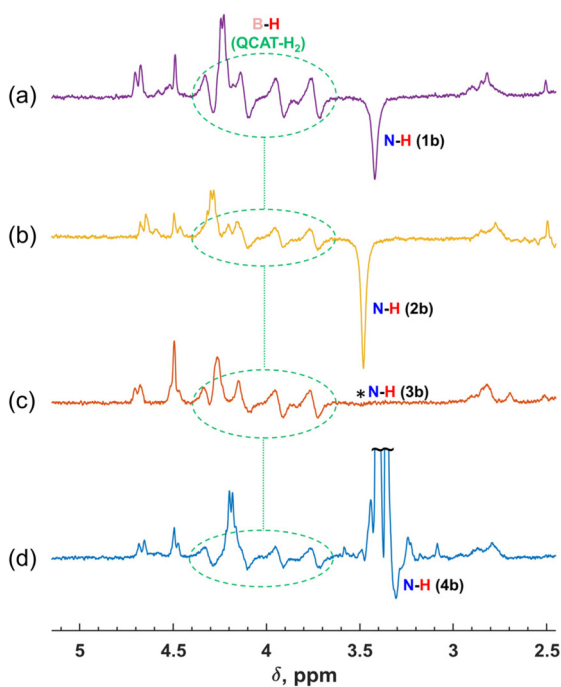 B-H
(QCAT-H₂)
(a)
N-H (1b)
(b)
N-H (2b)
(c)
* N-H (3b)
(d)
N-H (4b)
5 4.5 4 3.5 3 2.5
δ, ppm